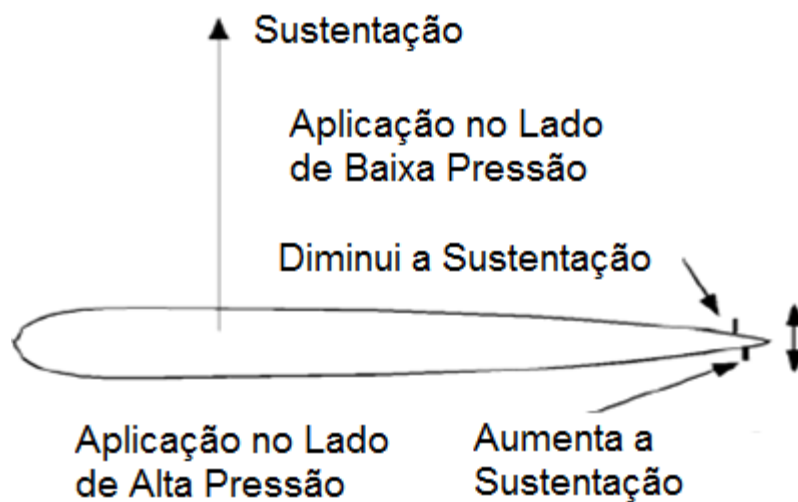 Sustentação
Aplicação no Lado
de Baixa Pressão
Diminui a Sustentação
Aplicação no Lado
de Alta Pressão
Aumenta a
Sustentação